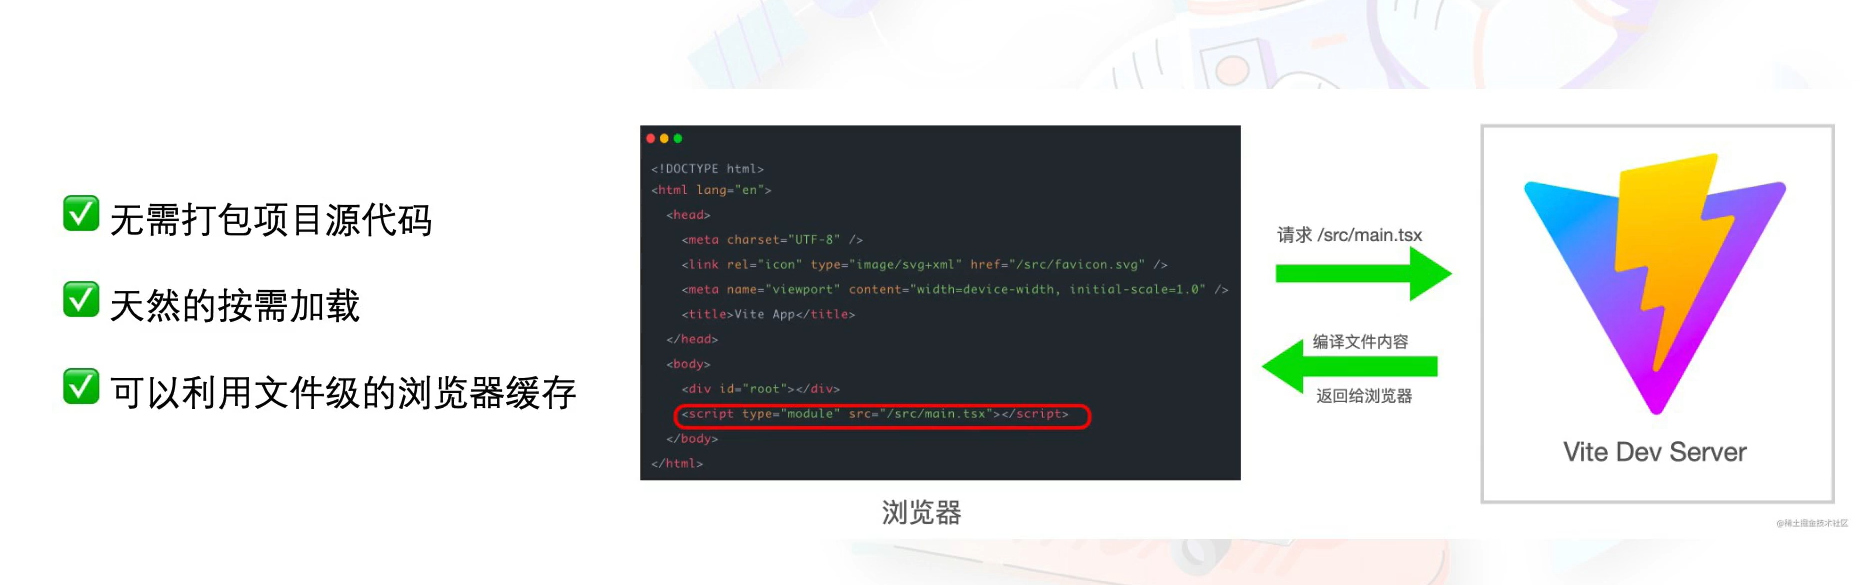 无需打包项目源代码
天然的按需加载
可以利用文件级的浏览器缓存
<!DOCTYPE html>
<html lang="en">
<head>
<meta charset="UTF-8" />
<link rel="icon" type="image/svg+xml" href="/src/favicon.svg" />
<meta name="viewport" content="width=device-width, initial-scale=1.0" />
<title>Vite App</title>
</head>
<body>
<div id="root"></div>
<script type="module" src="/src/main.tsx"></script>
</body>
</html>
浏览器
请求 /src/main.tsx
编译文件内容
返回给浏览器
Vite Dev Server
@稀土掘金技术社区